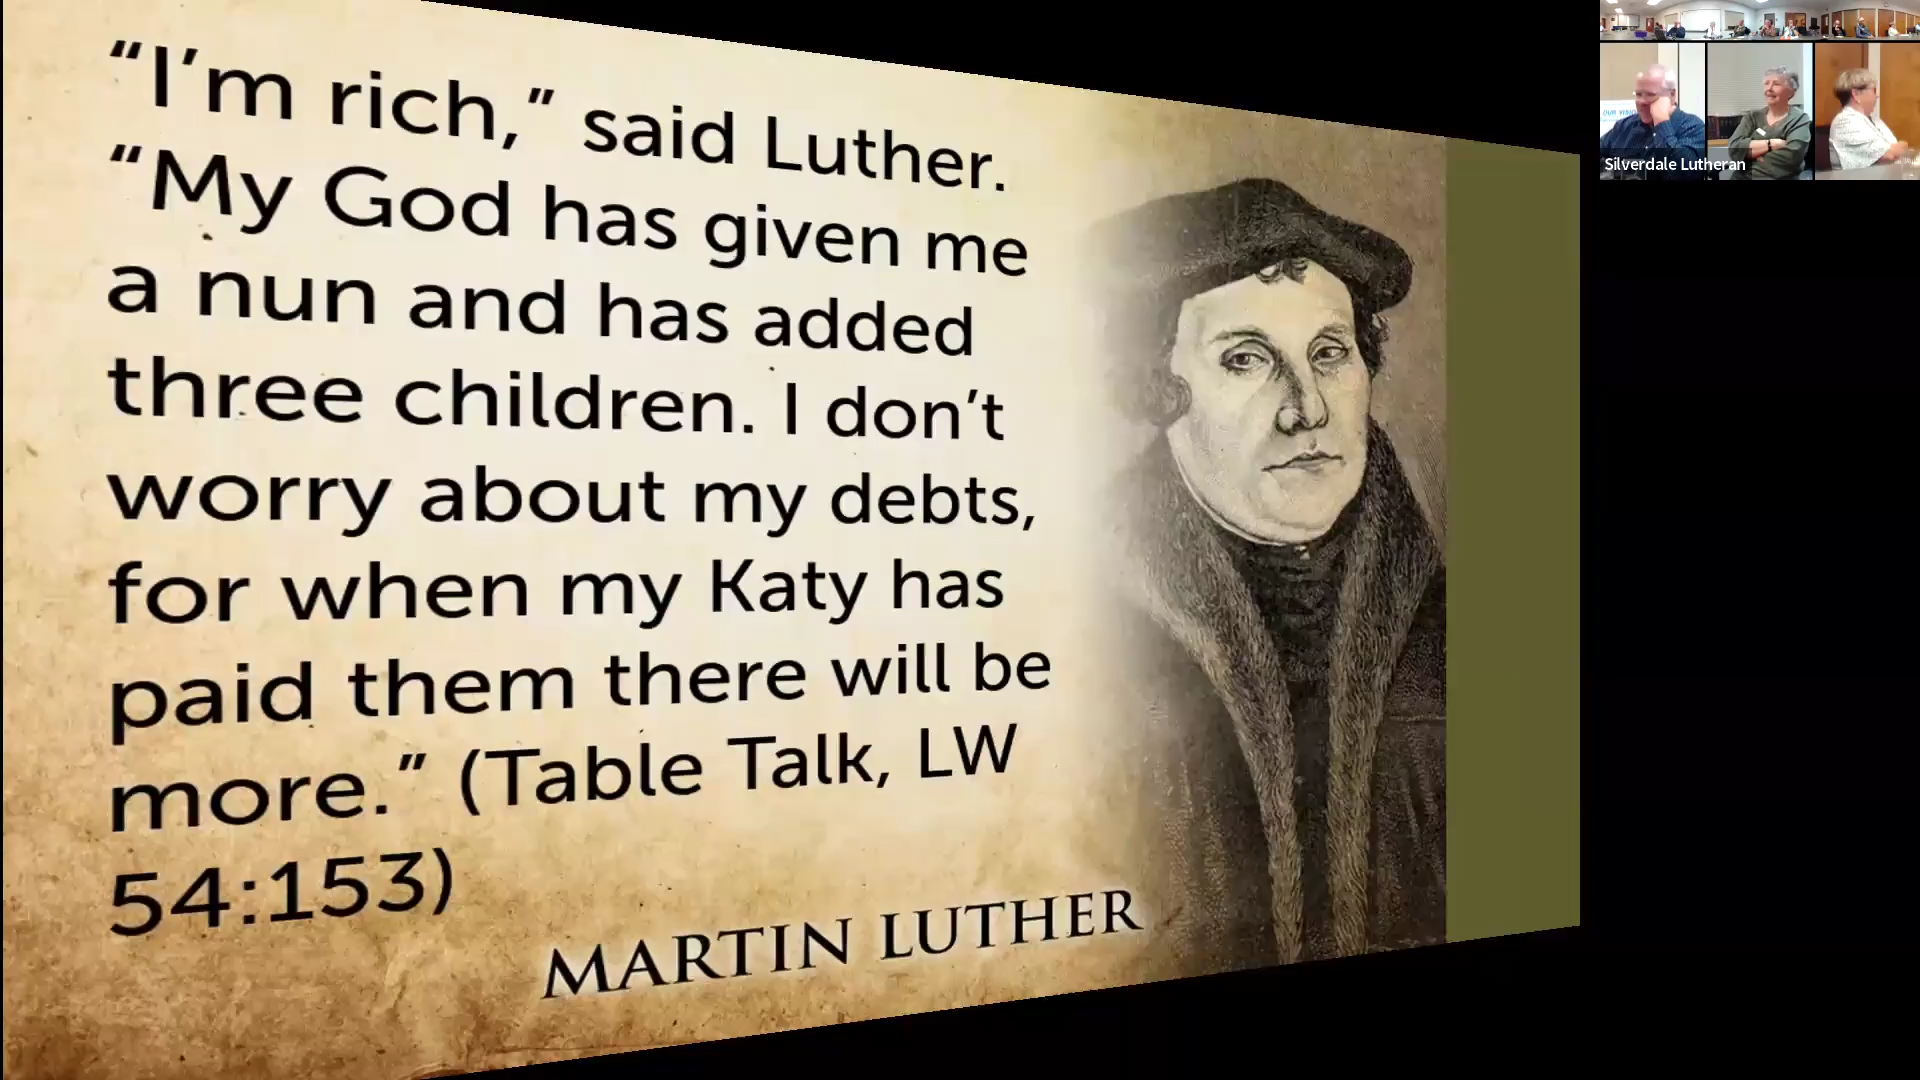 “I’m rich,” said Luther.
“My God has given me
a nun and has added
three children. I don’t
worry about my debts,
for when my Katy has
paid them there will be
more.” (Table Talk, LW
54:153)
MARTIN LUTHER
Silverdale Lutheran